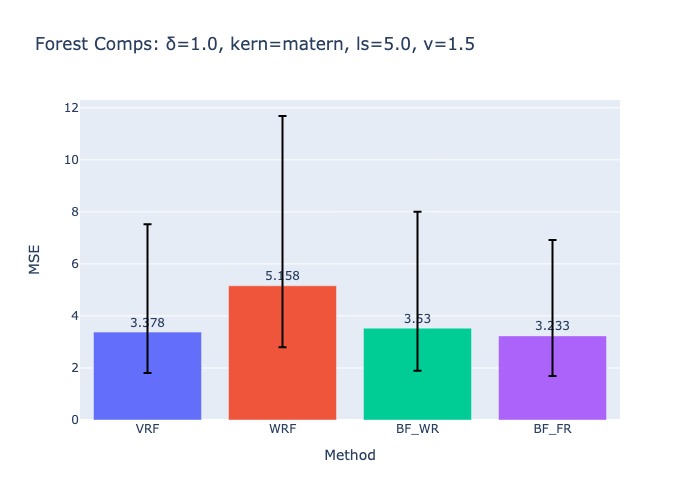 Forest Comps: δ=1.0, kern=matern, ls=5.0, v=1.5
12
10
8
6
4
2
0
MSE
3.378
5.158
3.53
3.233
VRF
WRF
BF_WR
BF_FR
Method